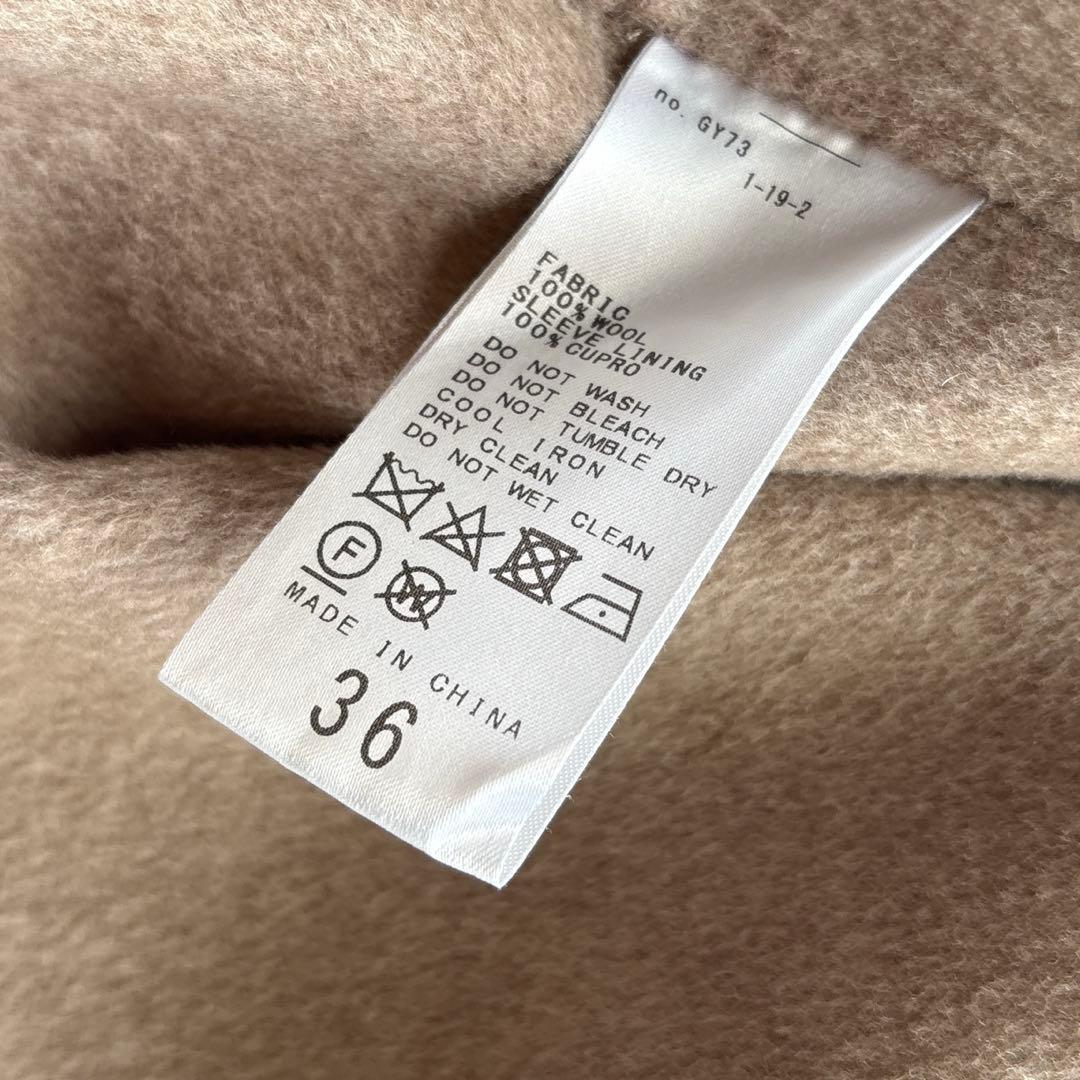 no. GY73
1-19-2
FABRIC
100%WOOL
SLEEVE LINING
100%CUPRO
DO NOT WASH
DO NOT BLEACH
DO NOT TUMBLE DRY
COOL IRON
DRY CLEAN
DO NOT WET CLEAN
F W
MADE IN CHINA
36